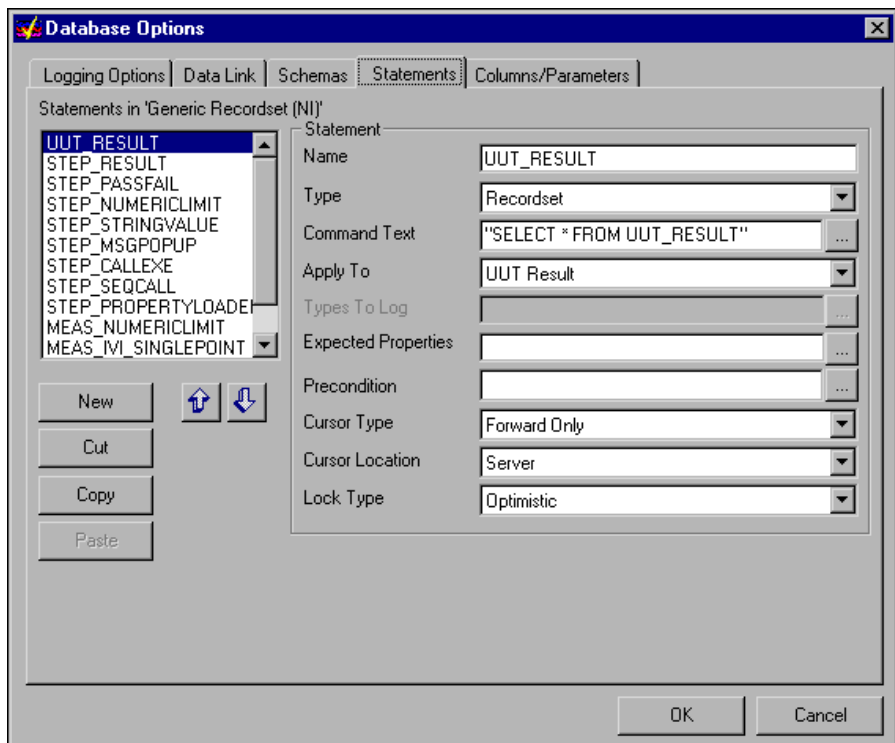 Database Options
Logging Options Data Link Schemas Statements Columns/Parameters
Statements in 'Generic Recordset (NI)'
UUT_RESULT
STEP_RESULT
STEP_PASSFAIL
STEP_NUMERICLIMIT
STEP_STRINGVALUE
STEP_MSGPOPUP
STEP_CALLEXE
STEP_SEQCALL
STEP_PROPERTYLOADER
MEAS_NUMERICLIMIT
MEAS_IVI_SINGLEPOINT
New
Cut
Copy
Paste
Statement
Name UUT_RESULT
Type Recordset
Command Text "SELECT * FROM UUT_RESULT" ...
Apply To UUT Result
Types To Log ...
Expected Properties ...
Precondition ...
Cursor Type Forward Only
Cursor Location Server
Lock Type Optimistic
OK Cancel